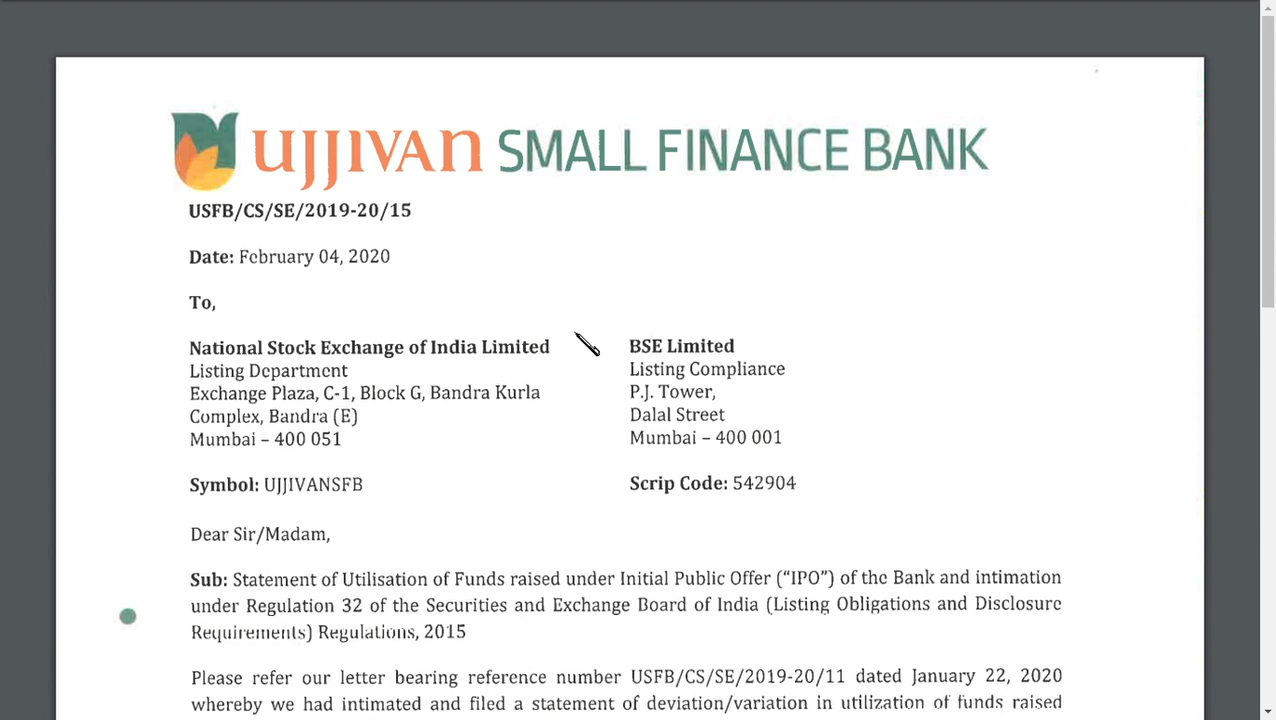 UJJIVAN SMALL FINANCE BANK
USFB/CS/SE/2019-20/15
Date: February 04, 2020
To,
National Stock Exchange of India Limited
Listing Department
Exchange Plaza, C-1, Block G, Bandra Kurla
Complex, Bandra (E)
Mumbai – 400 051
Symbol: UJJIVANSFB
BSE Limited
Listing Compliance
P.J. Tower,
Dalal Street
Mumbai – 400 001
Scrip Code: 542904
Dear Sir/Madam,
Sub: Statement of Utilisation of Funds raised under Initial Public Offer (“IPO”) of the Bank and intimation
under Regulation 32 of the Securities and Exchange Board of India (Listing Obligations and Disclosure
Requirements) Regulations, 2015
Please refer our letter bearing reference number USFB/CS/SE/2019-20/11 dated January 22, 2020
whereby we had intimated and filed a statement of deviation/variation in utilization of funds raised